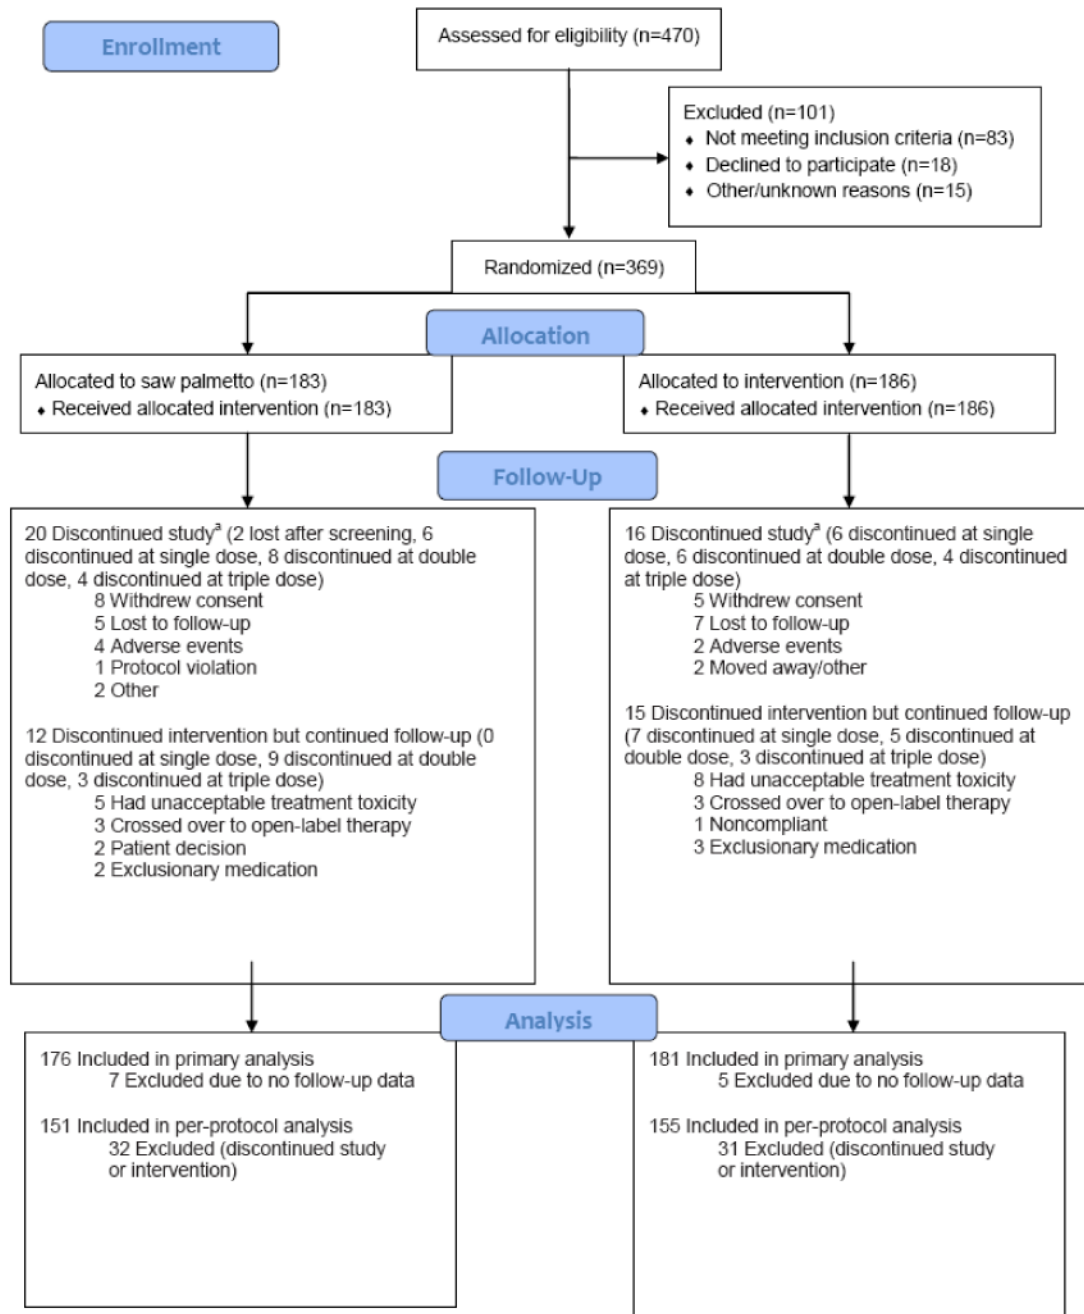 Enrollment
Assessed for eligibility (n=470)
Excluded (n=101)
♦ Not meeting inclusion criteria (n=83)
♦ Declined to participate (n=18)
♦ Other/unknown reasons (n=15)
Randomized (n=369)
Allocation
Allocated to saw palmetto (n=183)
♦ Received allocated intervention (n=183)
Allocated to intervention (n=186)
♦ Received allocated intervention (n=186)
Follow-Up
20 Discontinued studyª (2 lost after screening, 6
discontinued at single dose, 8 discontinued at double
dose, 4 discontinued at triple dose)
8 Withdrew consent
5 Lost to follow-up
4 Adverse events
1 Protocol violation
2 Other
12 Discontinued intervention but continued follow-up (0
discontinued at single dose, 9 discontinued at double
dose, 3 discontinued at triple dose)
5 Had unacceptable treatment toxicity
3 Crossed over to open-label therapy
2 Patient decision
2 Exclusionary medication
16 Discontinued studyª (6 discontinued at single
dose, 6 discontinued at double dose, 4 discontinued
at triple dose)
5 Withdrew consent
7 Lost to follow-up
2 Adverse events
2 Moved away/other
15 Discontinued intervention but continued follow-up
(7 discontinued at single dose, 5 discontinued at
double dose, 3 discontinued at triple dose)
8 Had unacceptable treatment toxicity
3 Crossed over to open-label therapy
1 Noncompliant
3 Exclusionary medication
Analysis
176 Included in primary analysis
7 Excluded due to no follow-up data
151 Included in per-protocol analysis
32 Excluded (discontinued study
or intervention)
181 Included in primary analysis
5 Excluded due to no follow-up data
155 Included in per-protocol analysis
31 Excluded (discontinued study
or intervention)